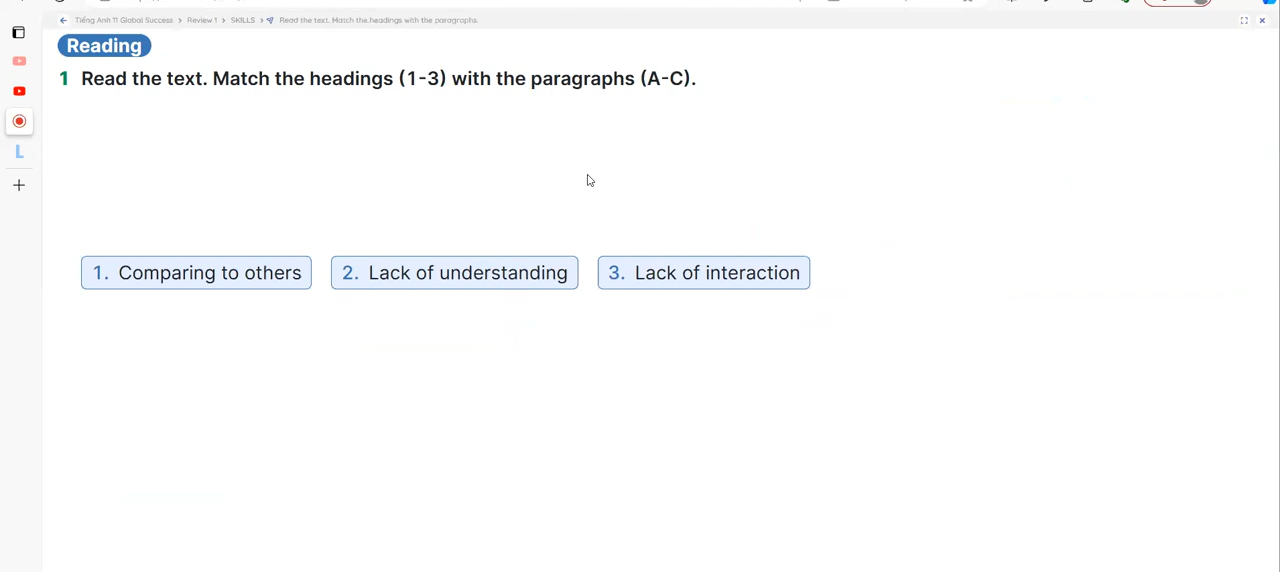 Tiếng Anh 11 Global Success > Review 1 > SKILLS > Read the text. Match the headings with the paragraphs.
Reading
1 Read the text. Match the headings (1-3) with the paragraphs (A-C).
1. Comparing to others
2. Lack of understanding
3. Lack of interaction
L